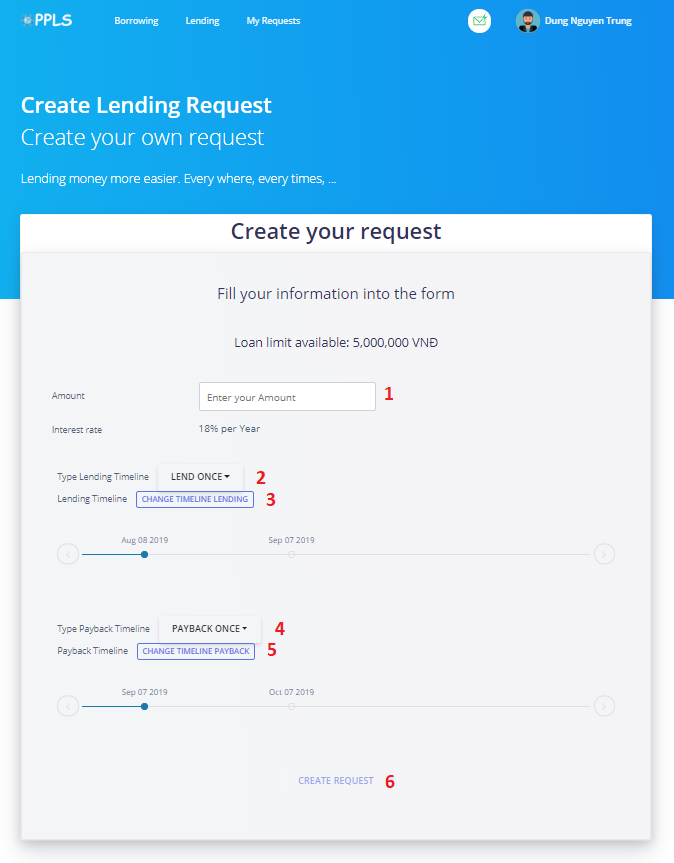 PPLS Borrowing Lending My Requests Dung Nguyen Trung
Create Lending Request
Create your own request
Lending money more easier. Every where, every times, ...
Create your request
Fill your information into the form
Loan limit available: 5,000,000 VNĐ
Amount Enter your Amount 1
Interest rate 18% per Year
Type Lending Timeline LEND ONCE 2
Lending Timeline CHANGE TIMELINE LENDING 3
Aug 08 2019 Sep 07 2019
Type Payback Timeline PAYBACK ONCE 4
Payback Timeline CHANGE TIMELINE PAYBACK 5
Sep 07 2019 Oct 07 2019
CREATE REQUEST 6